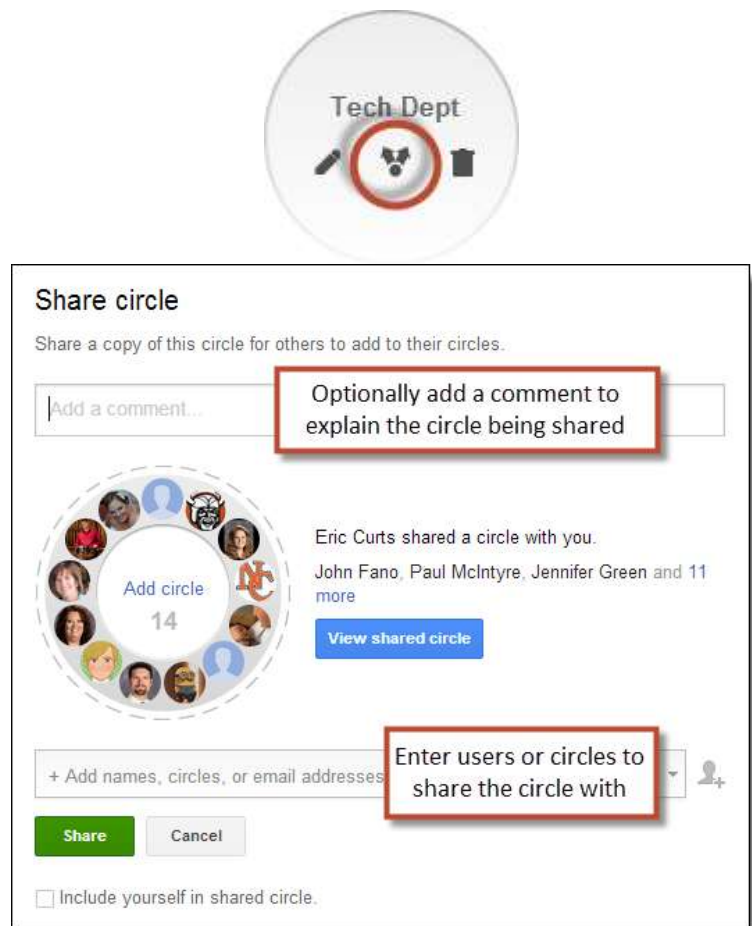 Tech Dept
Share circle
Share a copy of this circle for others to add to their circles.
Add a comment...
Optionally add a comment to
explain the circle being shared
Add circle
14
NC
Eric Curts shared a circle with you.
John Fano, Paul McIntyre, Jennifer Green and 11
more
View shared circle
+ Add names, circles, or email addresses
Enter users or circles to
share the circle with
Share Cancel
Include yourself in shared circle.